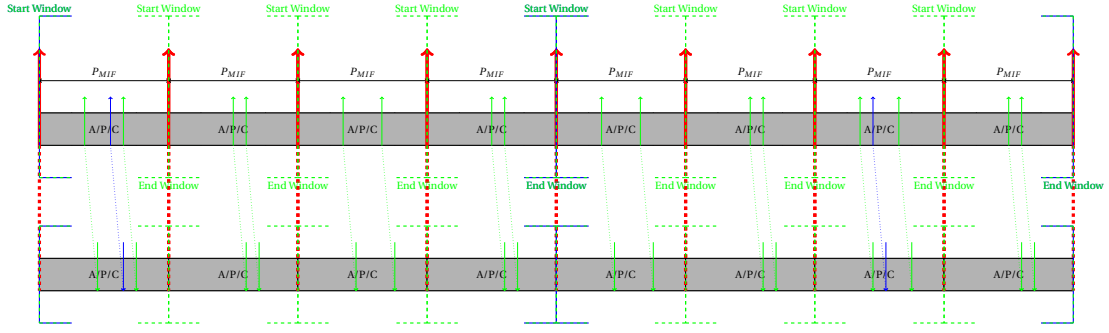 Start Window Start Window Start Window Start Window Start Window Start Window Start Window Start Window
P_MIF P_MIF P_MIF P_MIF P_MIF P_MIF P_MIF P_MIF
A/P/C A/P/C A/P/C A/P/C A/P/C A/P/C A/P/C A/P/C
End Window End Window End Window End Window End Window End Window End Window End Window
A/P/C A/P/C A/P/C A/P/C A/P/C A/P/C A/P/C A/P/C